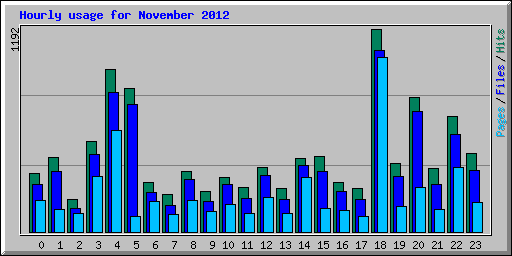 Hourly usage for November 2012
1192
Pages / Files / Hits
0 1 2 3 4 5 6 7 8 9 10 11 12 13 14 15 16 17 18 19 20 21 22 23